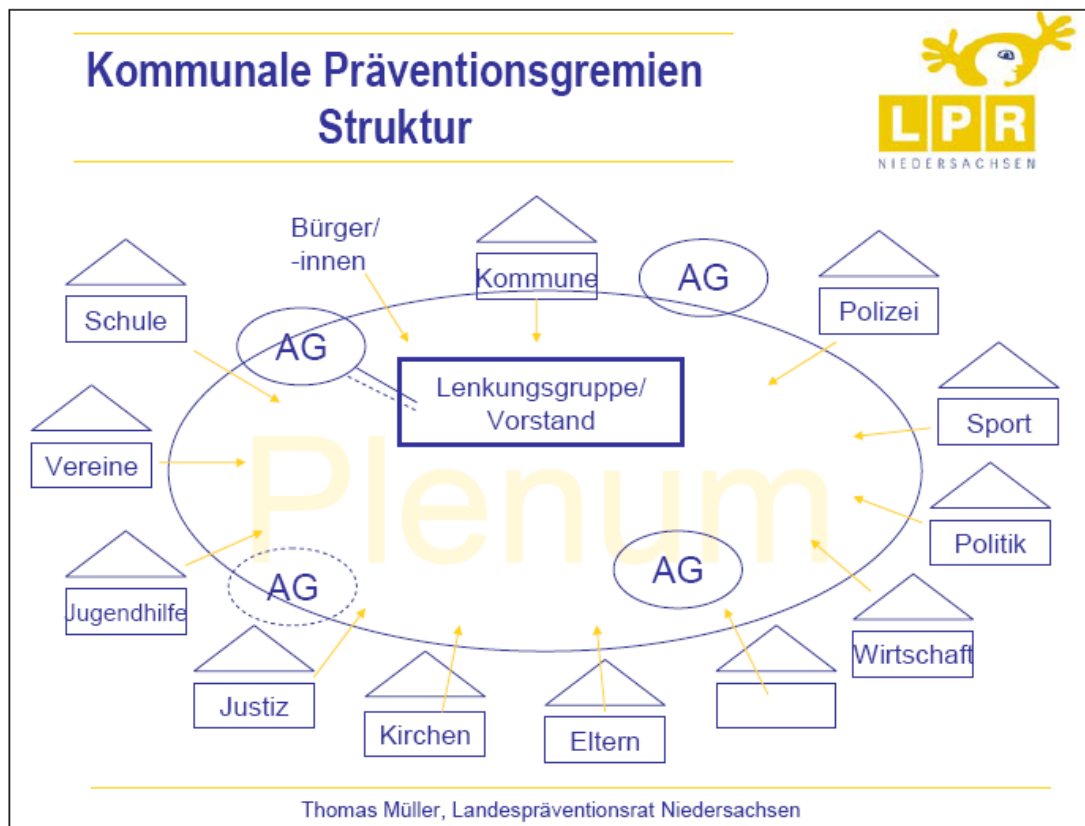 Kommunale Präventionsgremien
Struktur
LPR
NIEDERSACHSEN
Bürger/
-innen
Kommune
AG
Polizei
Schule
AG
Lenkungsgruppe/
Vorstand
Sport
Vereine
Plenum
Politik
Jugendhilfe
AG
AG
Wirtschaft
Justiz
Kirchen
Eltern
Thomas Müller, Landespräventionsrat Niedersachsen